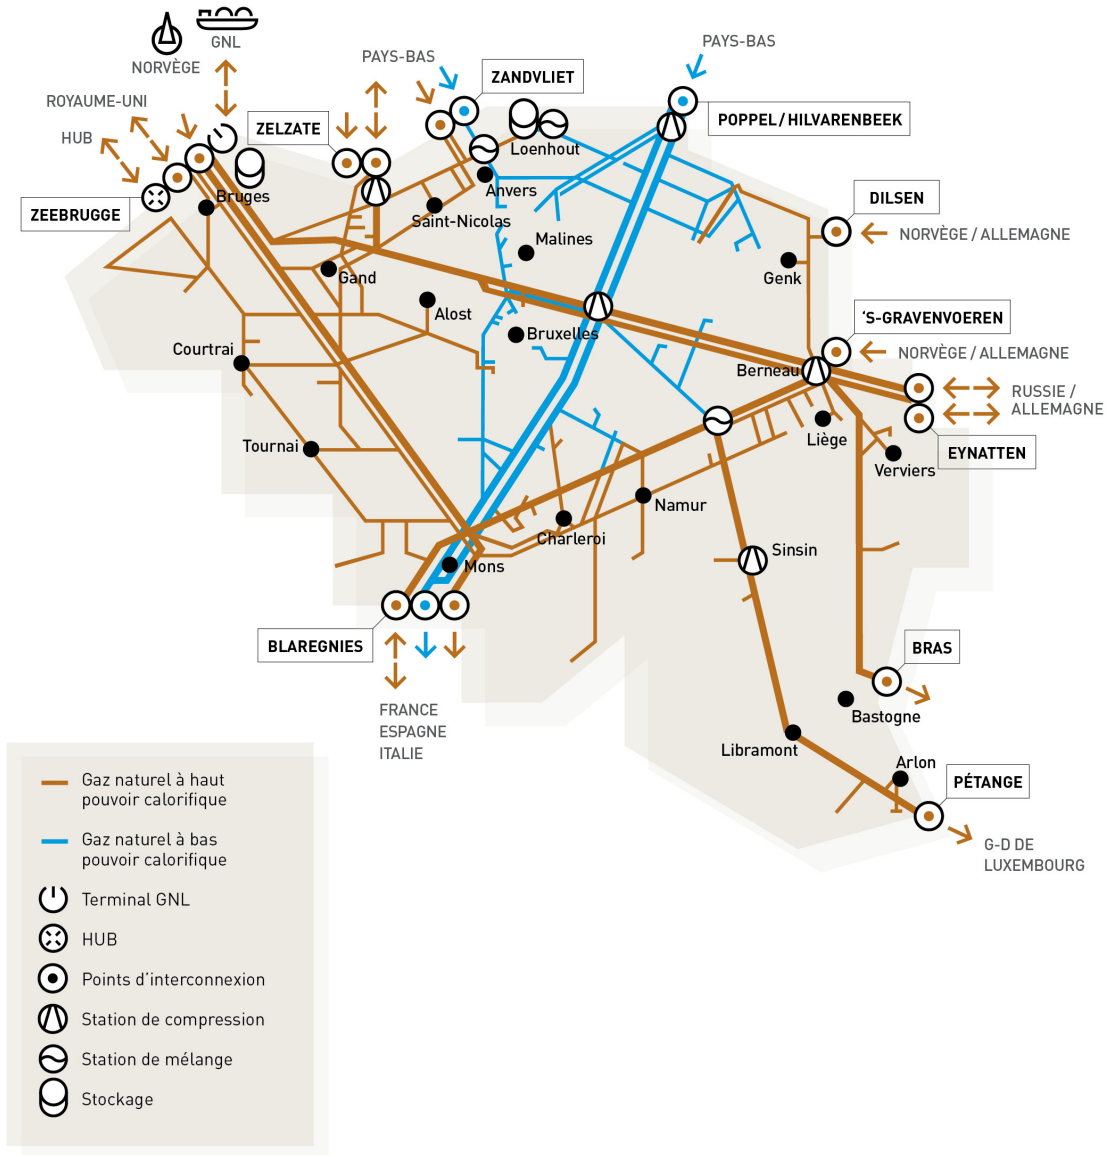 GNL
NORVÈGE
PAYS-BAS
PAYS-BAS
ZANDVLIET
ROYAUME-UNI
HUB
ZELZATE
POPPEL / HILVARENBEEK
Loenhout
Anvers
Bruges
ZEEBRUGGE
Saint-Nicolas
DILSEN
NORVÈGE / ALLEMAGNE
Malines
Genk
Gand
Alost
'S-GRAVENVOEREN
Bruxelles
Courtrai
NORVÈGE / ALLEMAGNE
Berneau
RUSSIE /
ALLEMAGNE
Liège
Tournai
EYNATTEN
Verviers
Namur
Charleroi
Sinsin
Mons
BLAREGNIES
BRAS
FRANCE
ESPAGNE
ITALIE
Bastogne
Libramont
Arlon
PÉTANGE
G-D DE
LUXEMBOURG
Gaz naturel à haut
pouvoir calorifique
Gaz naturel à bas
pouvoir calorifique
Terminal GNL
HUB
Points d'interconnexion
Station de compression
Station de mélange
Stockage